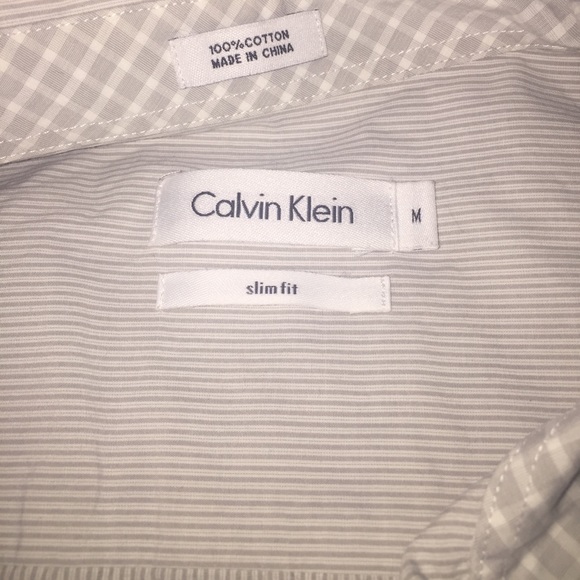 100% COTTON
MADE IN CHINA
Calvin Klein
M
slim fit